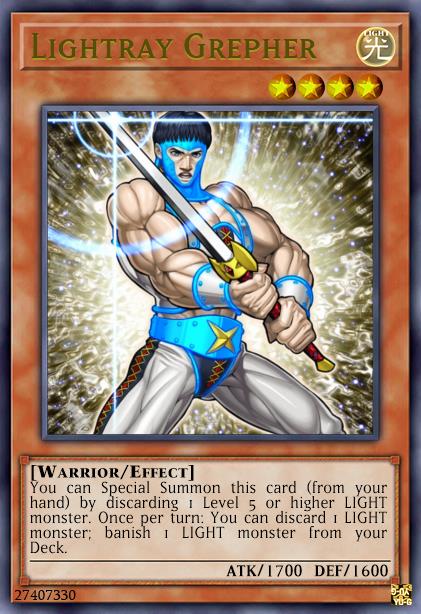 Lightray Grepher
LIGHT
光
[Warrior/Effect]
You can Special Summon this card (from your
hand) by discarding 1 Level 5 or higher LIGHT
monster. Once per turn: You can discard 1 LIGHT
monster; banish 1 LIGHT monster from your
Deck.
ATK/1700 DEF/1600
27407330